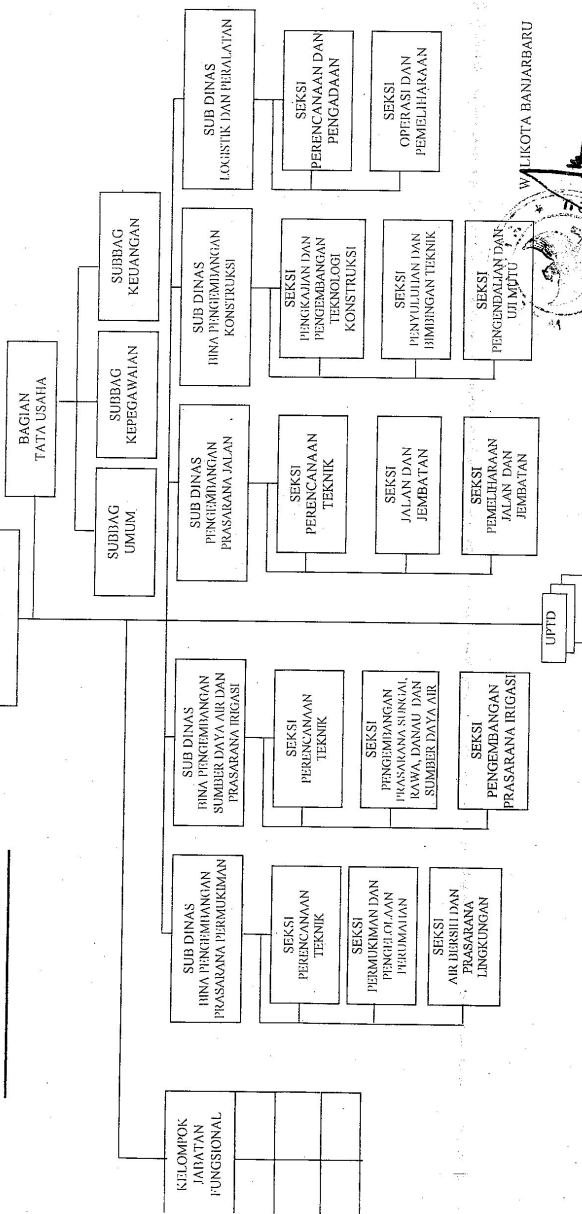 BAGIAN
TATA USAHA
SUBBAG
UMUM
SUBBAG
KEPEGAWAIAN
SUBBAG
KEUANGAN
KELOMPOK
JABATAN
FUNGSIONAL
SUB DINAS
BINA PENGEMBANGAN
PRASARANA PERMUKIMAN
SEKSI
PERENCANAAN
TEKNIK
SEKSI
PERMUKIMAN DAN
PENGELOLAAN
PERUMAHAN
SEKSI
AIR BERSIH DAN
PRASARANA
LINGKUNGAN
SUB DINAS
BINA PENGEMBANGAN
SUMBER DAYA AIR DAN
PRASARANA IRIGASI
SEKSI
PERENCANAAN
TEKNIK
SEKSI
PENGEMBANGAN
PRASARANA SUNGAI,
RAWA, DANAU DAN
SUMBER DAYA AIR
SEKSI
PENGEMBANGAN
PRASARANA IRIGASI
SUB DINAS
PENGEMBANGAN
PRASARANA JALAN
SEKSI
PERENCANAAN
TEKNIK
SEKSI
JALAN DAN
JEMBATAN
SEKSI
PEMELIHARAAN
JALAN DAN
JEMBATAN
SUB DINAS
BINA PENGEMBANGAN
KONSTRUKSI
SEKSI
PENGKAJIAN DAN
PENGEMBANGAN
TEKNOLOGI
KONSTRUKSI
SEKSI
PENYULUHAN DAN
BIMBINGAN TEKNIK
SEKSI
PENGENDALIAN DAN
UJI MUTU
SUB DINAS
LOGISTIK DAN PERALATAN
SEKSI
PERENCANAAN DAN
PENGADAAN
SEKSI
OPERASI DAN
PEMELIHARAAN
UPTD
WALIKOTA BANJARBARU